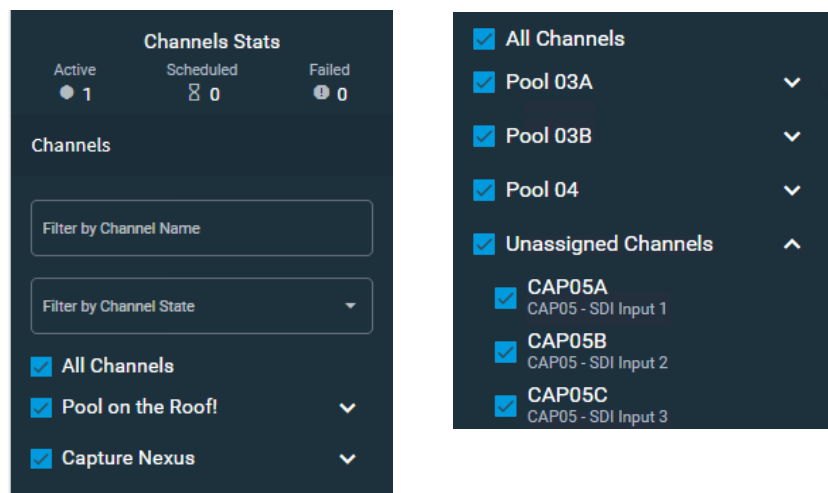 Channels Stats
Active Scheduled Failed
1 0 0
Channels
Filter by Channel Name
Filter by Channel State
All Channels
Pool on the Roof!
Capture Nexus
All Channels
Pool 03A
Pool 03B
Pool 04
Unassigned Channels
CAP05A
CAP05 - SDI Input 1
CAP05B
CAP05 - SDI Input 2
CAP05C
CAP05 - SDI Input 3